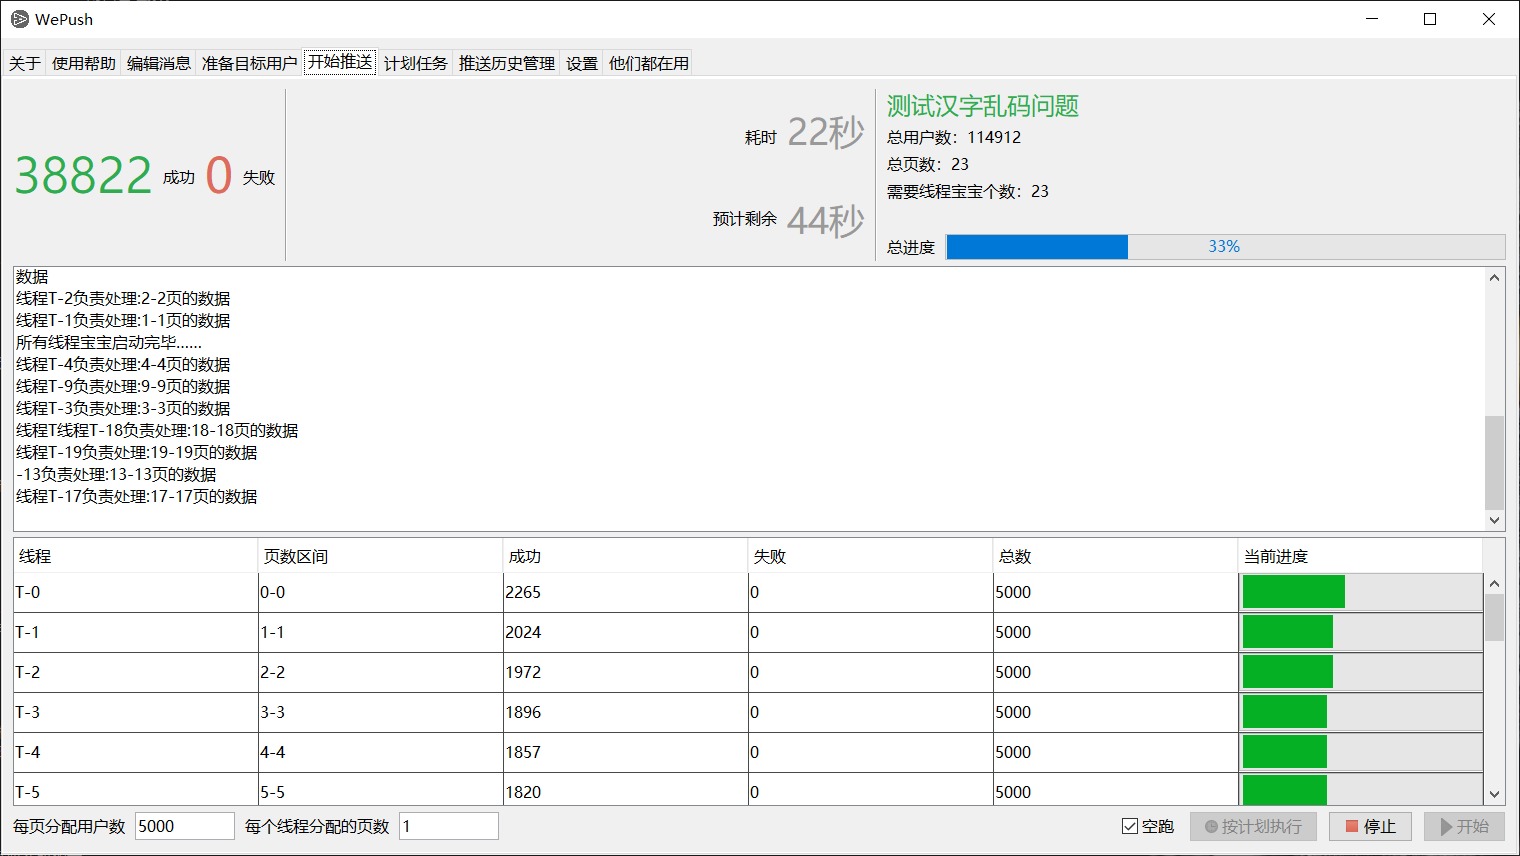 WePush
关于 使用帮助 编辑消息 准备目标用户 开始推送 计划任务 推送历史管理 设置 他们都在用
38822 成功 0 失败
耗时 22秒
预计剩余 44秒
测试汉字乱码问题
总用户数：114912
总页数：23
需要线程宝宝个数：23
总进度 33%
数据
线程T-2负责处理:2-2页的数据
线程T-1负责处理:1-1页的数据
所有线程宝宝启动完毕......
线程T-4负责处理:4-4页的数据
线程T-9负责处理:9-9页的数据
线程T-3负责处理:3-3页的数据
线程T线程T-18负责处理:18-18页的数据
线程T-19负责处理:19-19页的数据
-13负责处理:13-13页的数据
线程T-17负责处理:17-17页的数据
线程 页数区间 成功 失败 总数 当前进度
T-0 0-0 2265 0 5000
T-1 1-1 2024 0 5000
T-2 2-2 1972 0 5000
T-3 3-3 1896 0 5000
T-4 4-4 1857 0 5000
T-5 5-5 1820 0 5000
每页分配用户数 5000 每个线程分配的页数 1 空跑 按计划执行 停止 开始